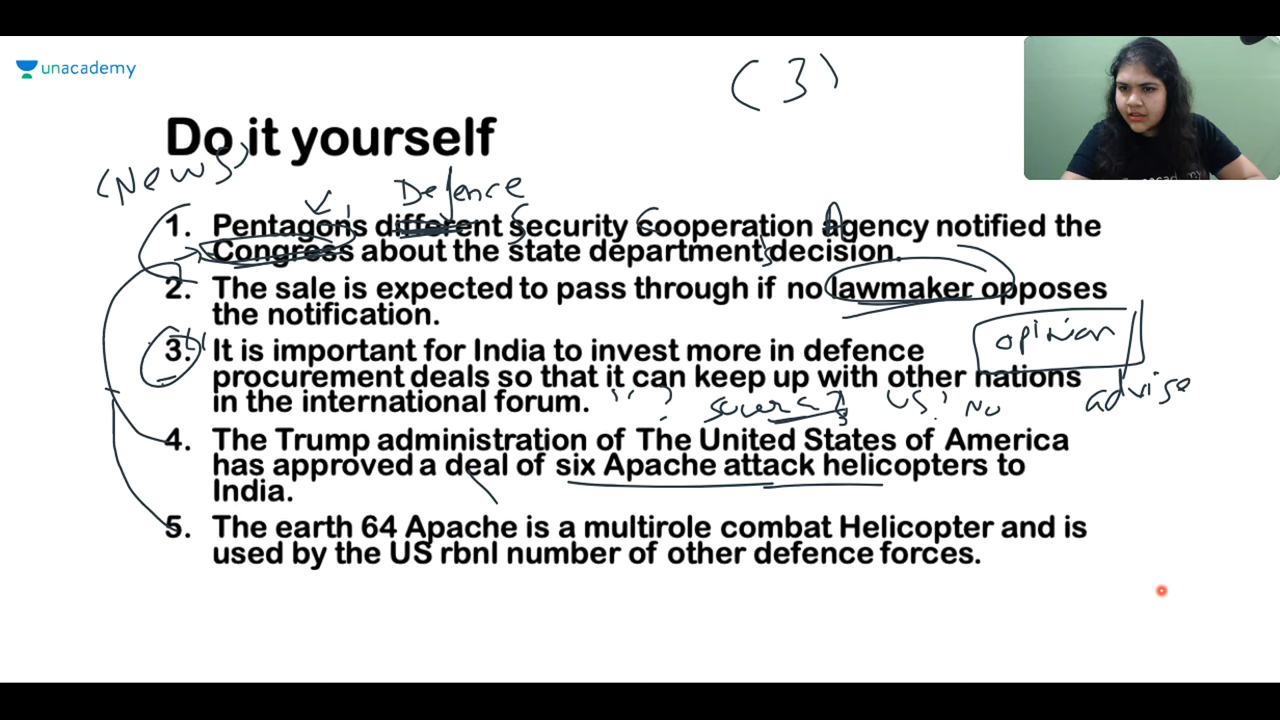 unacademy
(3)
Do it yourself
(News)
Defence
1. Pentagon's different security cooperation agency notified the
S C A
Congress about the state department's decision.
2. The sale is expected to pass through if no lawmaker opposes
the notification.
opinion
3. It is important for India to invest more in defence
procurement deals so that it can keep up with other nations
advise
in the international forum.
US? No
4. The Trump administration of The United States of America
has approved a deal of six Apache attack helicopters to
India.
5. The earth 64 Apache is a multirole combat Helicopter and is
used by the US rbnl number of other defence forces.